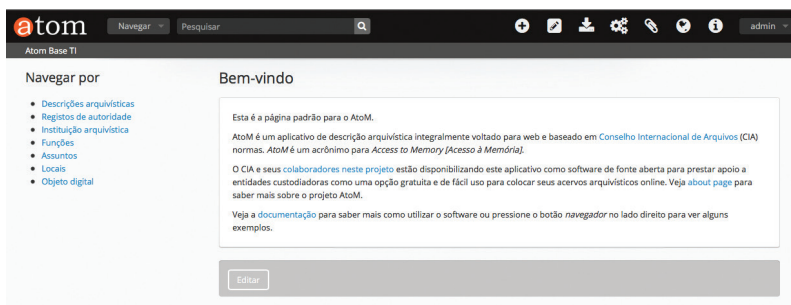 atom Navegar Pesquisar admin
Atom Base TI
Navegar por
Descrições arquivísticas
Registos de autoridade
Instituição arquivística
Funções
Assuntos
Locais
Objeto digital
Bem-vindo
Esta é a página padrão para o AtoM.
AtoM é um aplicativo de descrição arquivística integralmente voltado para web e baseado em Conselho Internacional de Arquivos (CIA)
normas. AtoM é um acrônimo para Access to Memory [Acesso à Memória].
O CIA e seus colaboradores neste projeto estão disponibilizando este aplicativo como software de fonte aberta para prestar apoio a
entidades custodiadoras como uma opção gratuita e de fácil uso para colocar seus acervos arquivísticos online. Veja about page para
saber mais sobre o projeto AtoM.
Veja a documentação para saber mais como utilizar o software ou pressione o botão navegador no lado direito para ver alguns
exemplos.
Editar